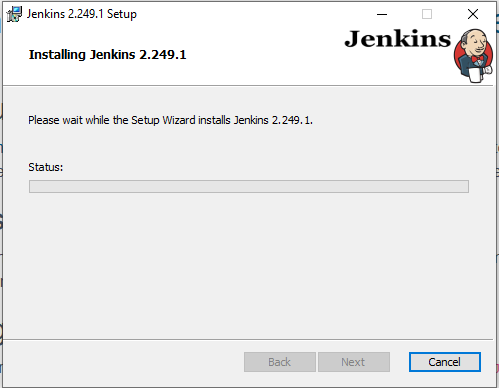 Jenkins 2.249.1 Setup
Jenkins
Installing Jenkins 2.249.1
Please wait while the Setup Wizard installs Jenkins 2.249.1.
Status:
Back
Next
Cancel